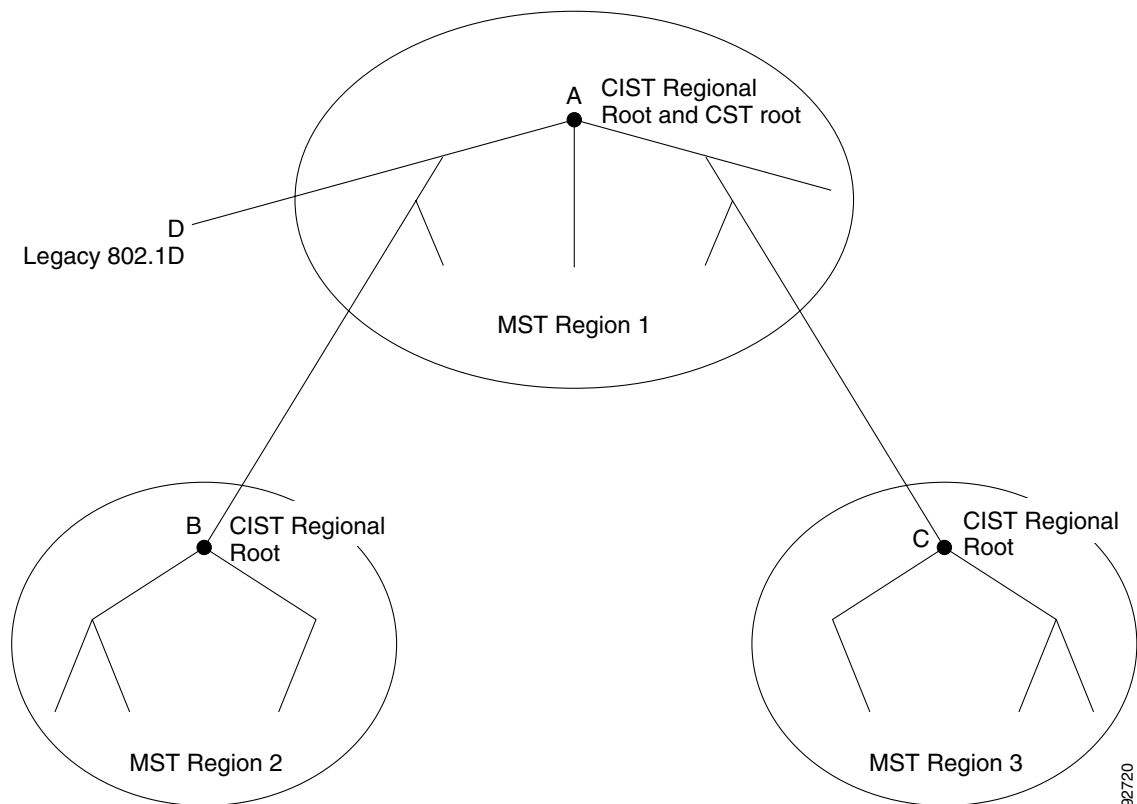 A
CIST Regional
Root and CST root
D
Legacy 802.1D
MST Region 1
B
CIST Regional
Root
C
CIST Regional
Root
MST Region 2
MST Region 3
92720